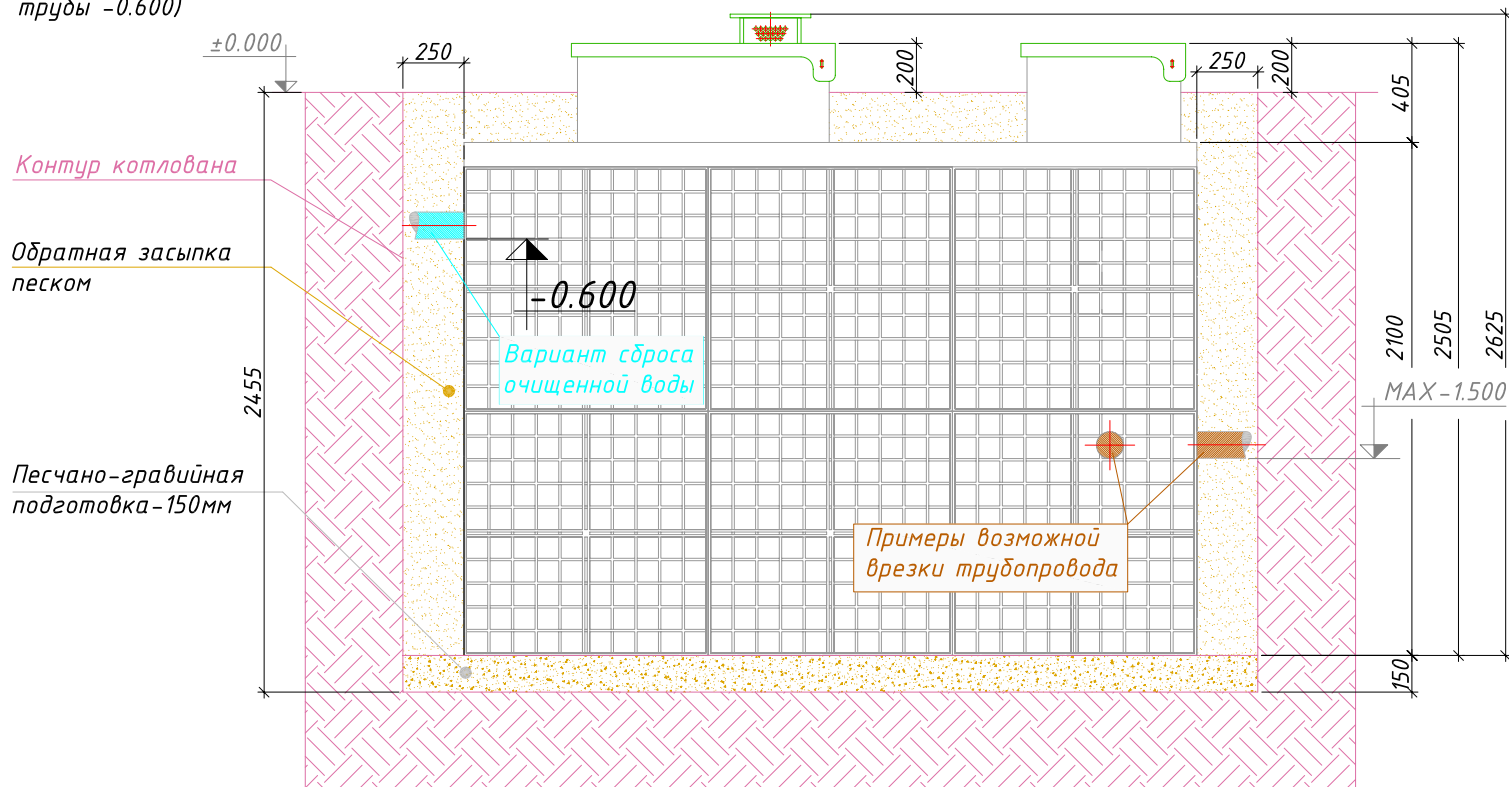 трубы -0.600)
±0.000
250
200
250
200
405
Контур котлована
Обратная засыпка
песком
-0.600
Вариант сброса
очищенной воды
2455
2100
2505
2625
MAX -1.500
Песчано-гравийная
подготовка-150мм
Примеры возможной
врезки трубопровода
150